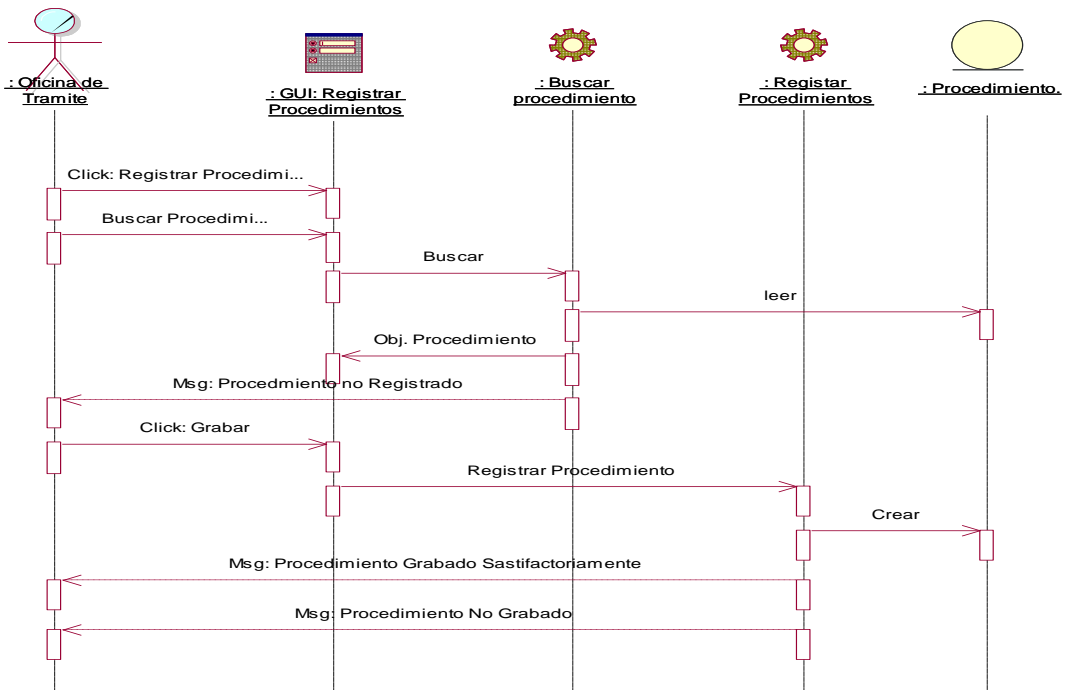 : Oficina de
Tramite
: GUI: Registrar
Procedimientos
: Buscar
procedimiento
: Registar
Procedimientos
: Procedimiento.
Click: Registrar Procedimi...
Buscar Procedimi...
Buscar
leer
Obj. Procedimiento
Msg: Procedmiento no Registrado
Click: Grabar
Registrar Procedimiento
Crear
Msg: Procedimiento Grabado Sastifactoriamente
Msg: Procedimiento No Grabado